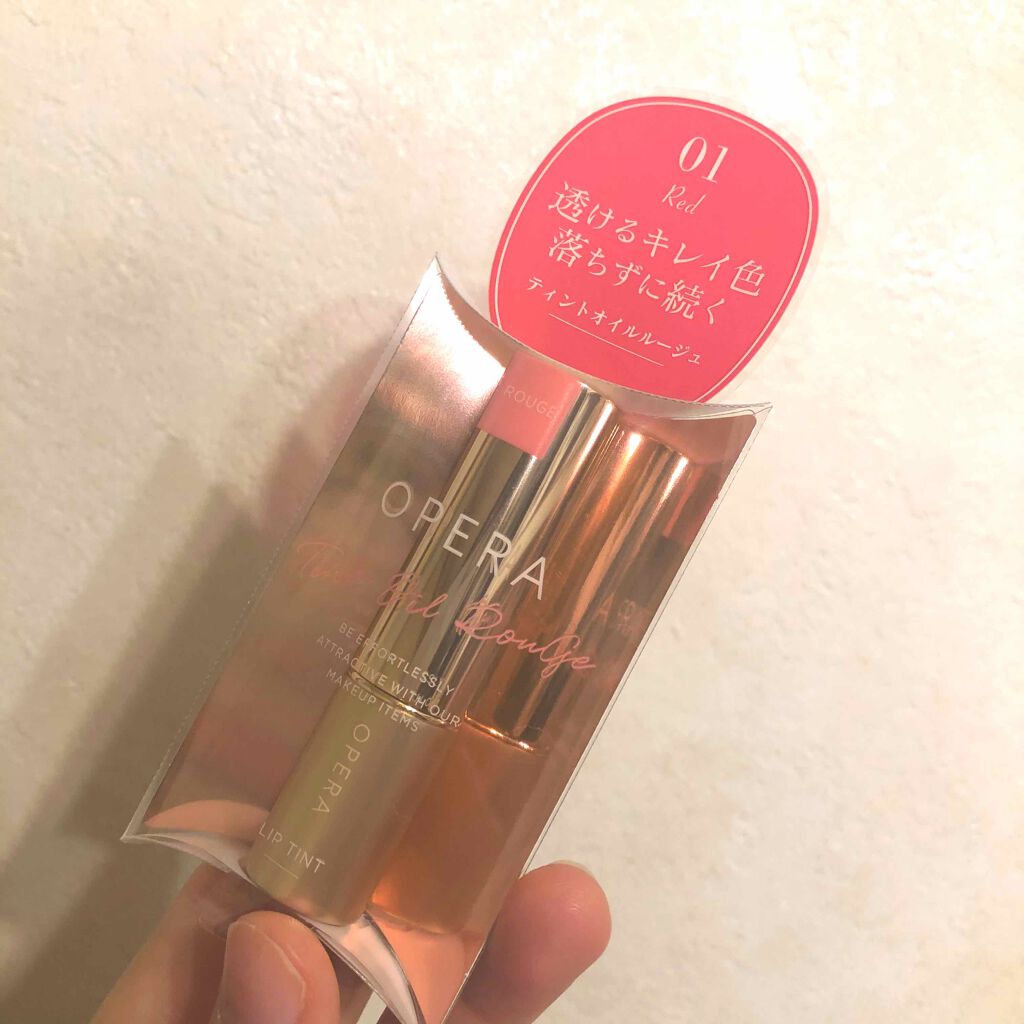 01
Red
透けるキレイ色
落ちずに続く
ティントオイルルージュ
ROUGE
OPERA
Tint Oil RouGe
BE EFFORTLESSLY
ATTRACTIVE WITH OUR
MAKEUP ITEMS
OPERA
LIP TINT